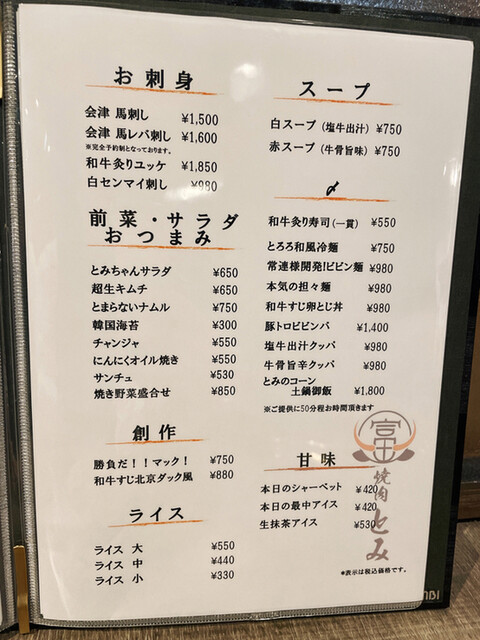 お刺身
会津 馬刺し ¥1,500
会津 馬レバ刺し ¥1,600
※完全予約制となっております。
和牛炙りユッケ ¥1,850
白センマイ刺し ¥980
前菜・サラダ
おつまみ
とみちゃんサラダ ¥650
超生キムチ ¥650
とまらないナムル ¥750
韓国海苔 ¥300
チャンジャ ¥550
にんにくオイル焼き ¥550
サンチュ ¥530
焼き野菜盛合せ ¥850
創作
勝負だ！！マック！ ¥750
和牛すじ北京ダック風 ¥880
ライス
ライス 大 ¥550
ライス 中 ¥440
ライス 小 ¥330
スープ
白スープ（塩牛出汁） ¥750
赤スープ（牛骨旨味） ¥750
〆
和牛炙り寿司（一貫） ¥550
とろろ和風冷麺 ¥750
常連様開発！ビビン麺 ¥980
本気の担々麺 ¥980
和牛すじ卵とじ丼 ¥980
豚トロビビンバ ¥1,400
塩牛出汁クッパ ¥980
牛骨旨辛クッパ ¥980
とみのコーン
土鍋御飯 ¥1,800
※ご提供に50分程お時間頂きます
甘味
本日のシャーベット ¥420
本日の最中アイス ¥420
生抹茶アイス ¥530
富
焼肉 とみ
*表示は税込価格です。